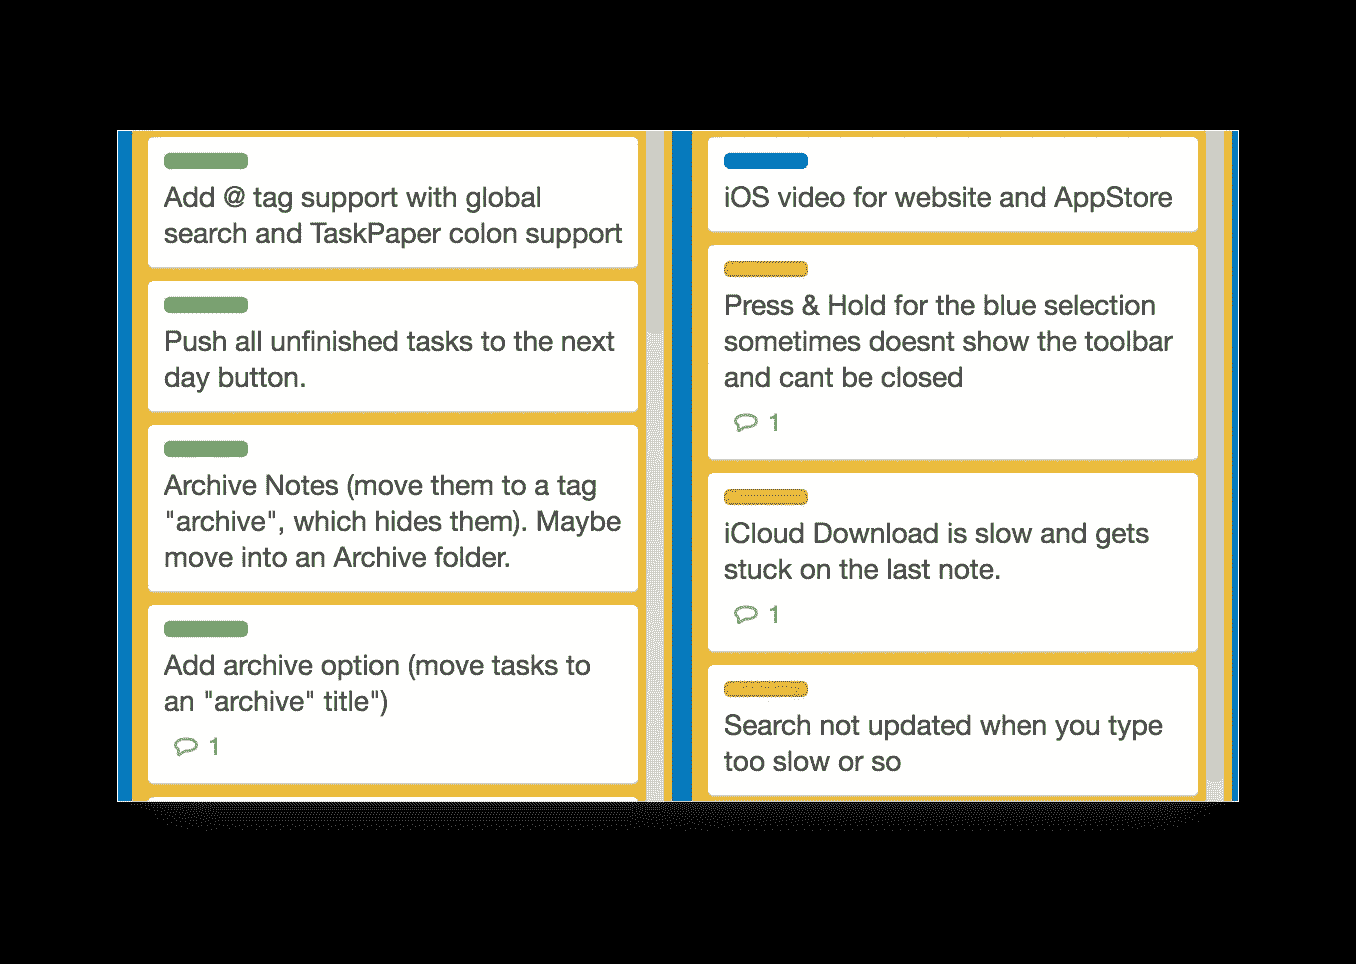 Add @ tag support with global
search and TaskPaper colon support
Push all unfinished tasks to the next
day button.
Archive Notes (move them to a tag
"archive", which hides them). Maybe
move into an Archive folder.
Add archive option (move tasks to
an "archive" title")
1
iOS video for website and AppStore
Press & Hold for the blue selection
sometimes doesnt show the toolbar
and cant be closed
1
iCloud Download is slow and gets
stuck on the last note.
1
Search not updated when you type
too slow or so